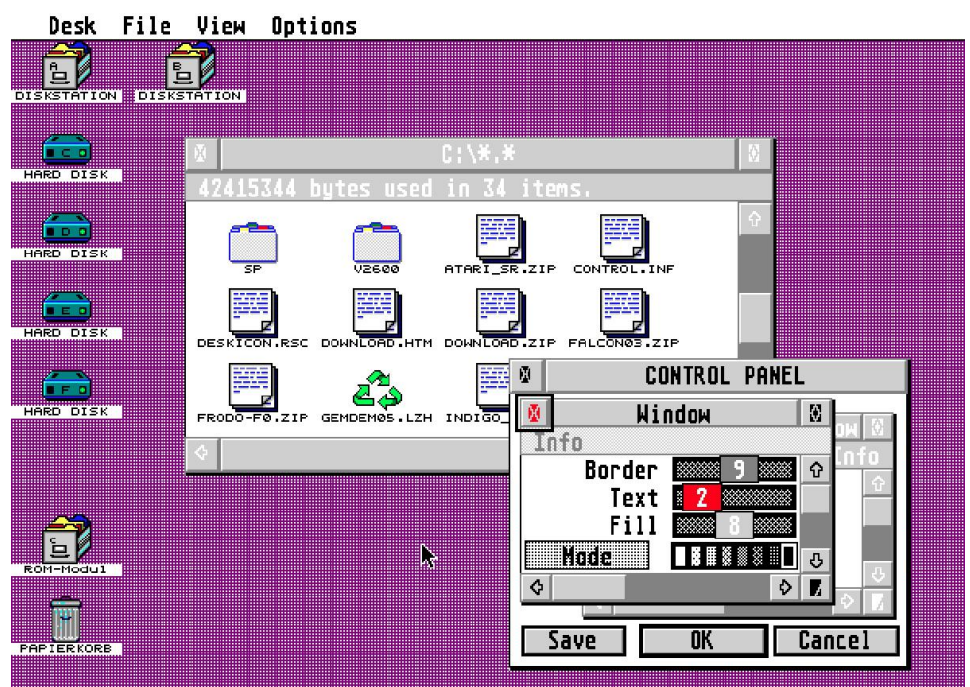 Desk File View Options
A
DISKSTATION
B
DISKSTATION
C
HARD DISK
D
HARD DISK
E
HARD DISK
F
HARD DISK
C
ROM-Modul
PAPIERKORB
C:\*.*
42415344 bytes used in 34 items.
SP
V2600
ATARI_SR.ZIP
CONTROL.INF
DESKICON.RSC
DOWNLOAD.HTM
DOWNLOAD.ZIP
FALCON03.ZIP
FRODO-F0.ZIP
GEMDEM05.LZH
INDIGO_
CONTROL PANEL
Window
Info
Border 9
Text 2
Fill 8
Mode
ow
Info
Save OK Cancel